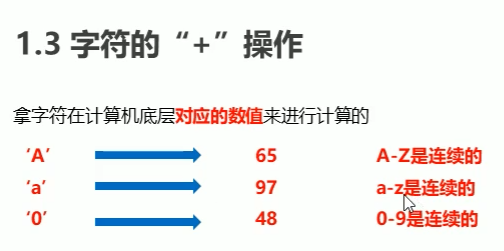 1.3 字符的“+”操作
拿字符在计算机底层对应的数值来进行计算的
‘A’ 65 A-Z是连续的
‘a’ 97 a-z是连续的
‘0’ 48 0-9是连续的